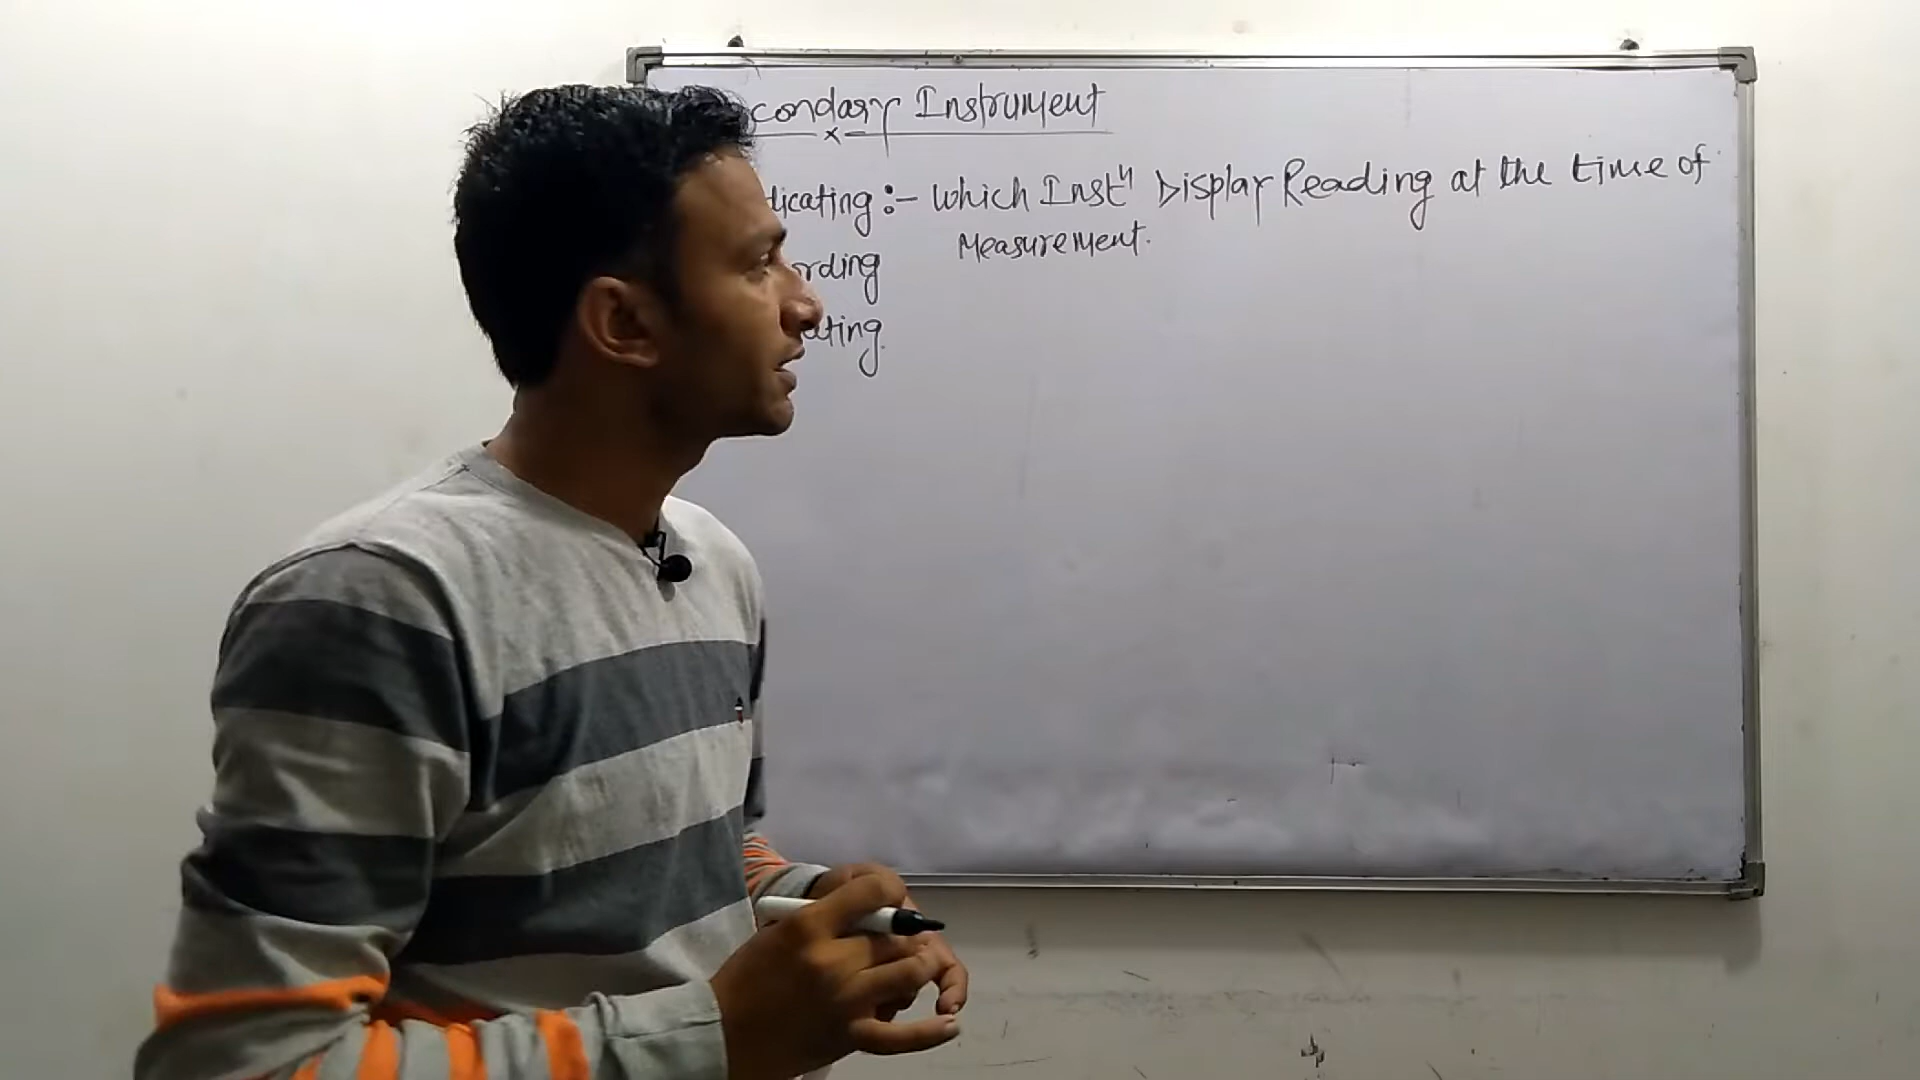 condary Instrument
dicating :- Which Instⁿ Display Reading at the time of
Measurement.
rding
ating.